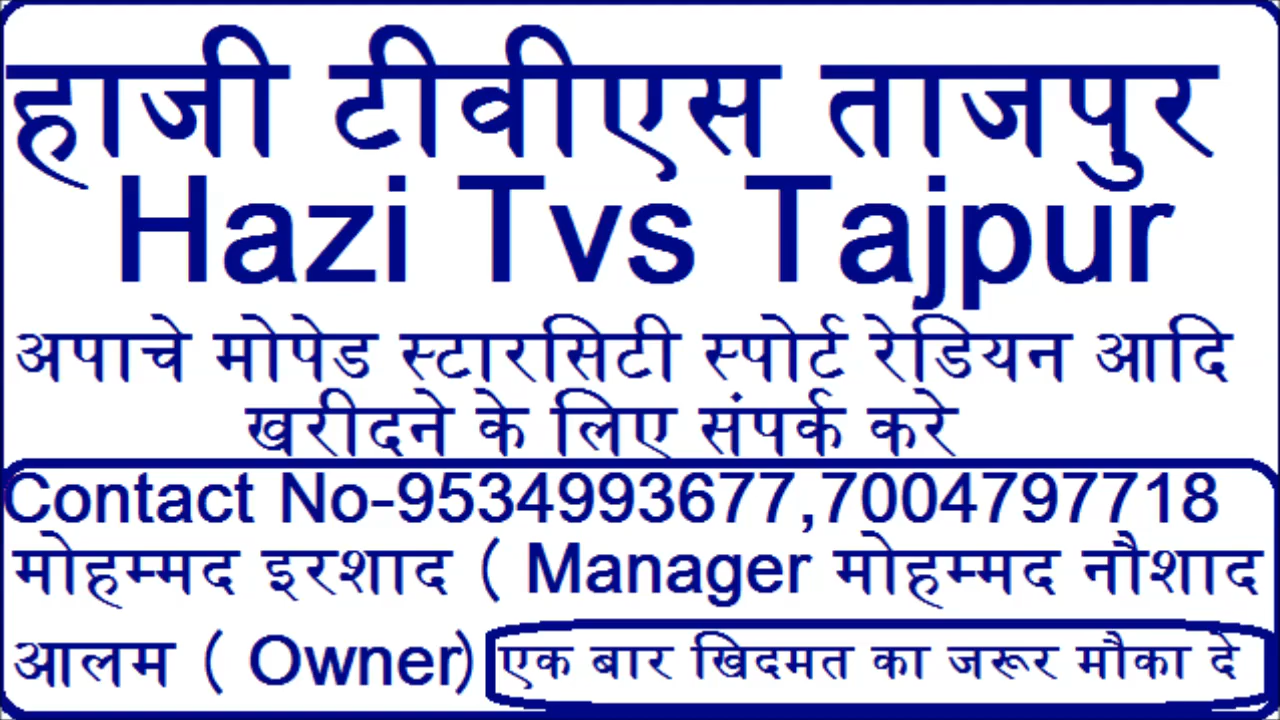 हाजी टीवीएस ताजपुर
Hazi Tvs Tajpur
अपाचे मोपेड स्टारसिटी स्पोर्ट रेडियन आदि
खरीदने के लिए संपर्क करे
Contact No-9534993677,7004797718
मोहम्मद इरशाद ( Manager मोहम्मद नौशाद
आलम ( Owner)
एक बार खिदमत का जरूर मौका दे